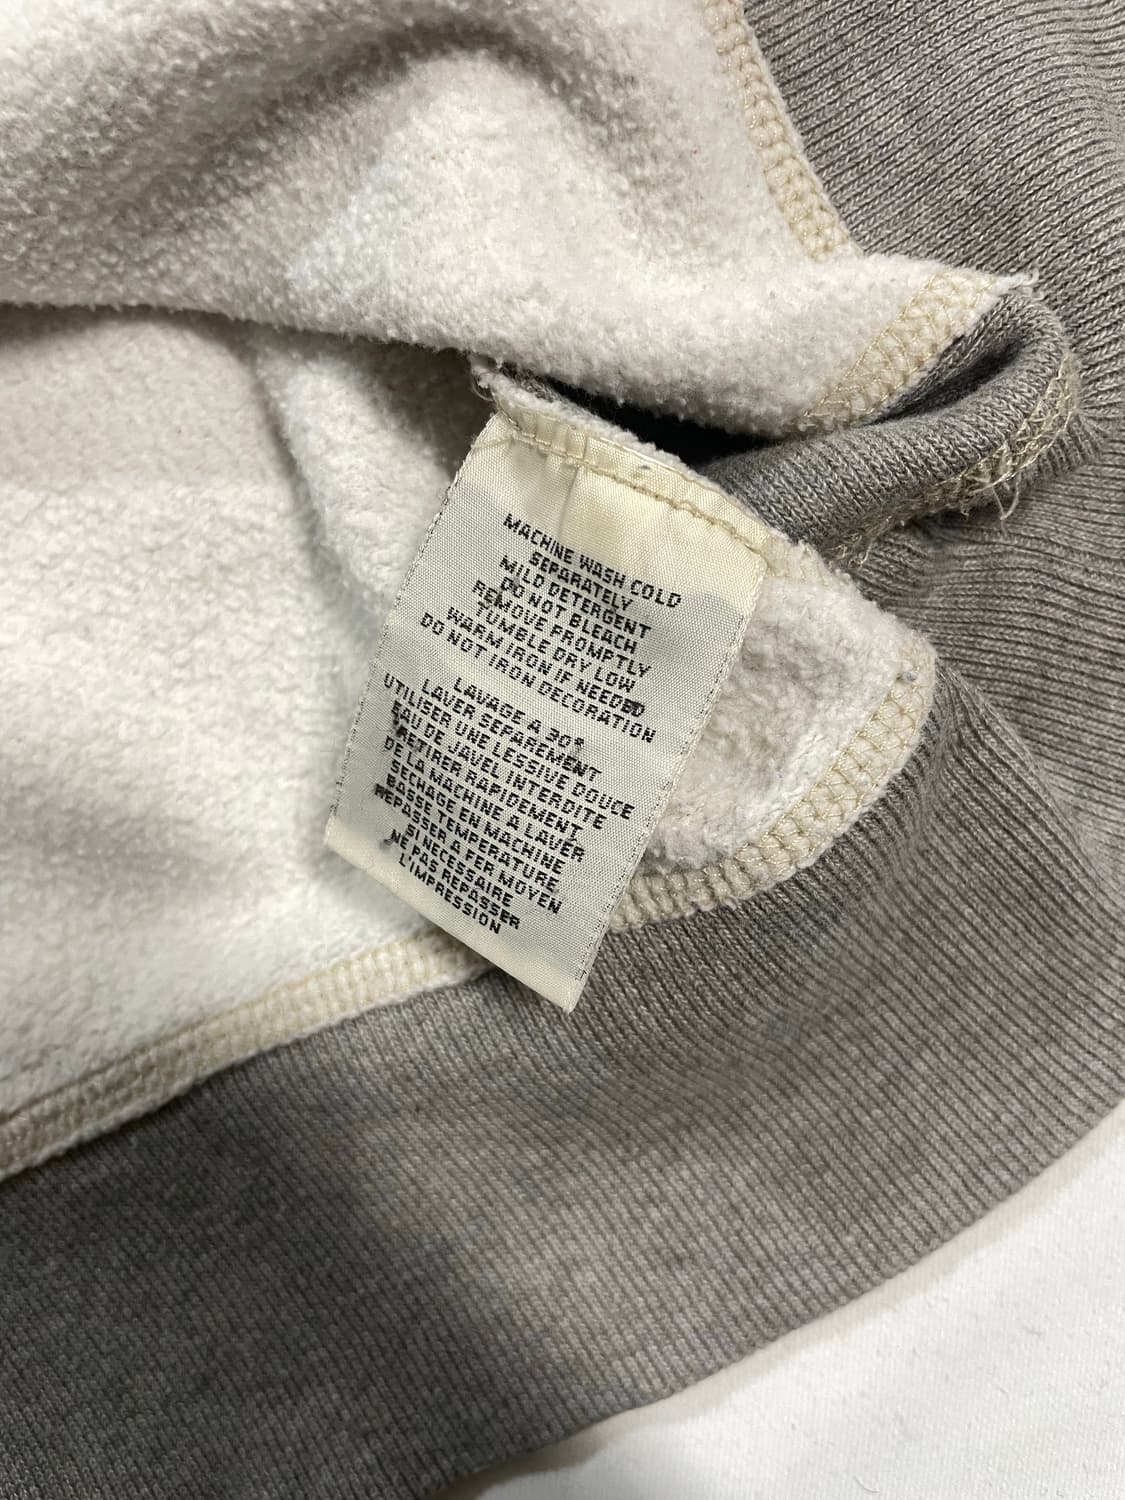 MACHINE WASH COLD
SEPARATELY
MILD DETERGENT
DO NOT BLEACH
REMOVE PROMPTLY
TUMBLE DRY LOW
WARM IRON IF NEEDED
DO NOT IRON DECORATION
LAVAGE A 30°
LAVER SEPAREMENT
UTILISER UNE LESSIVE DOUCE
EAU DE JAVEL INTERDITE
RETIRER RAPIDEMENT
DE LA MACHINE A LAVER
SECHAGE EN MACHINE
BASSE TEMPERATURE
REPASSER A FER MOYEN
SI NECESSAIRE
NE PAS REPASSER
L'IMPRESSION